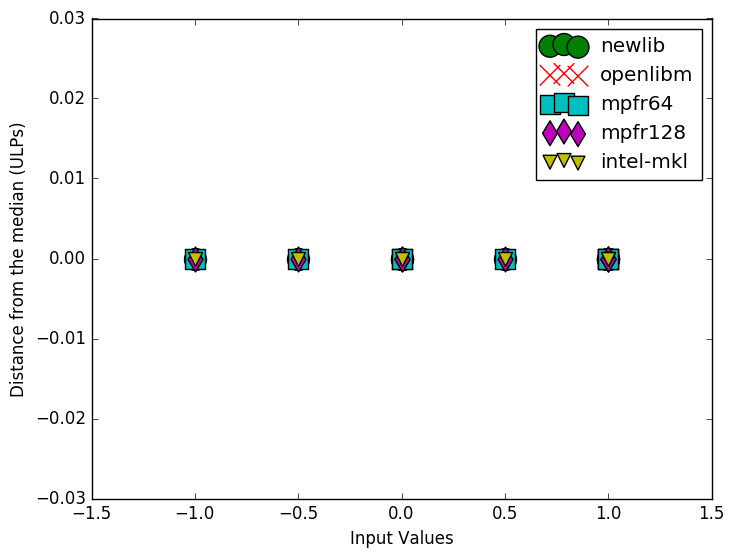 0.03
0.02
0.01
0.00
−0.01
−0.02
−0.03
Distance from the median (ULPs)
newlib
openlibm
mpfr64
mpfr128
intel-mkl
−1.5 −1.0 −0.5 0.0 0.5 1.0 1.5
Input Values